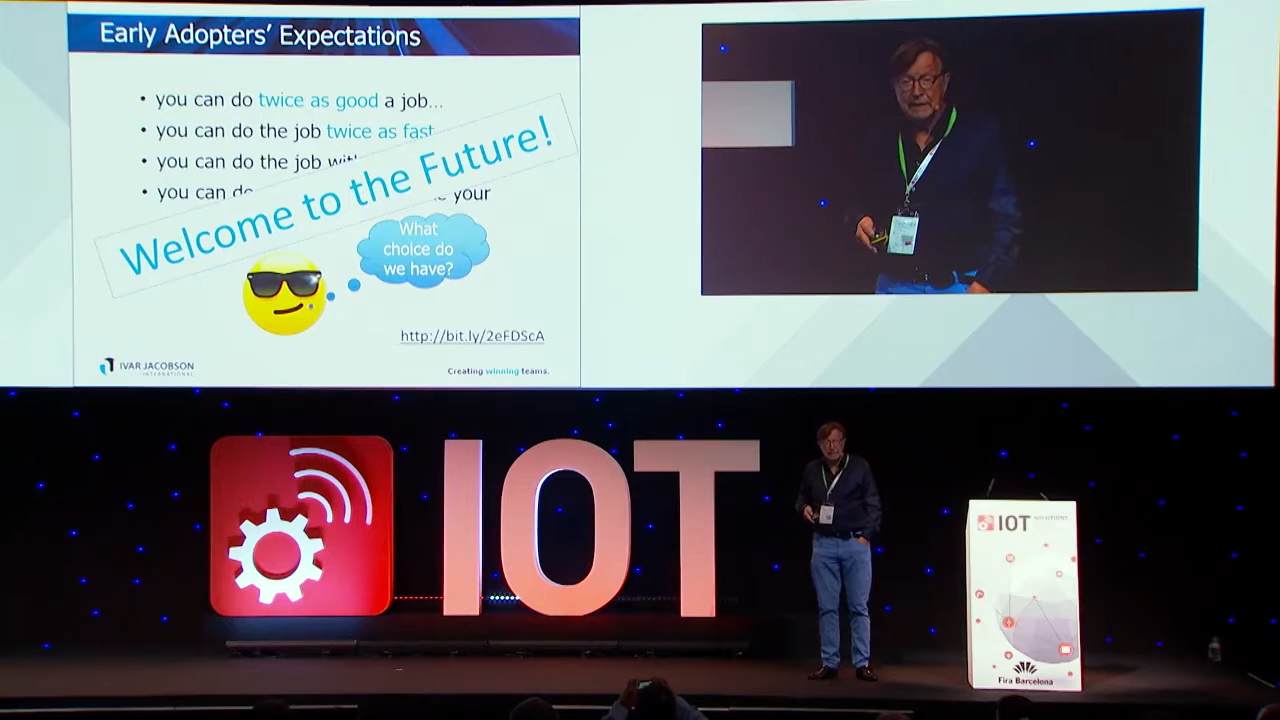 Early Adopters' Expectations
• you can do twice as good a job...
• you can do the job twice as fast
• you can do the job
• you can your
Welcome to the Future!
What
choice do
we have?
http://bit.ly/2eFDScA
IVAR JACOBSON
INTERNATIONAL
Creating winning teams.
IOT
IOT SOLUTIONS
Fira Barcelona